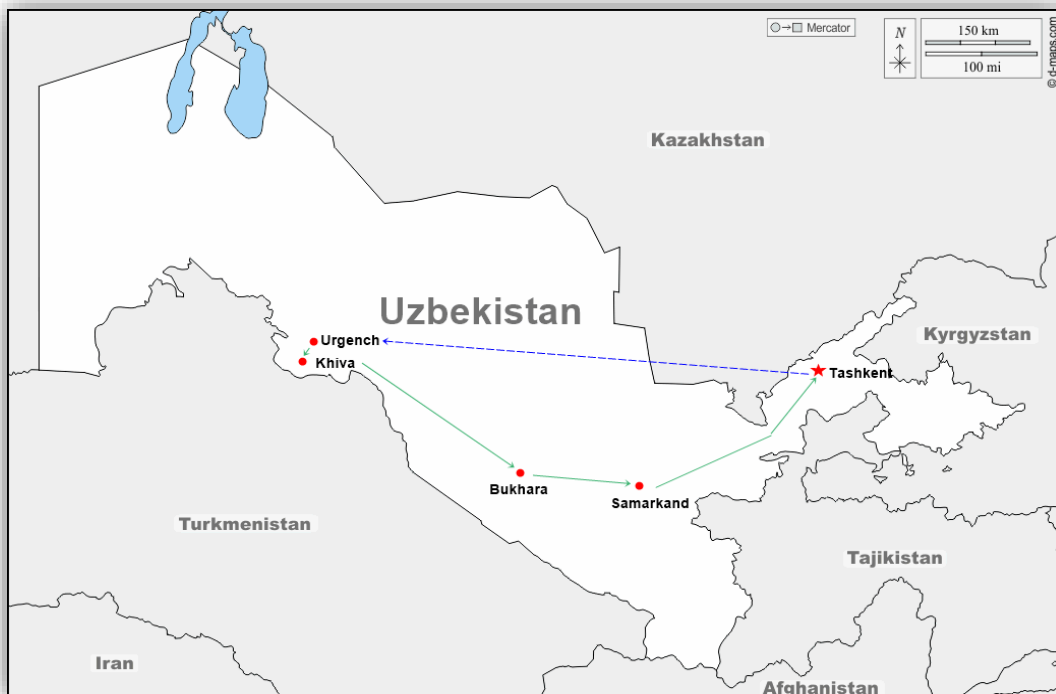 Mercator
N
150 km
100 mi
© d-maps.com
Kazakhstan
Uzbekistan
Kyrgyzstan
Urgench
Khiva
Tashkent
Bukhara
Samarkand
Turkmenistan
Tajikistan
Iran
Afghanistan